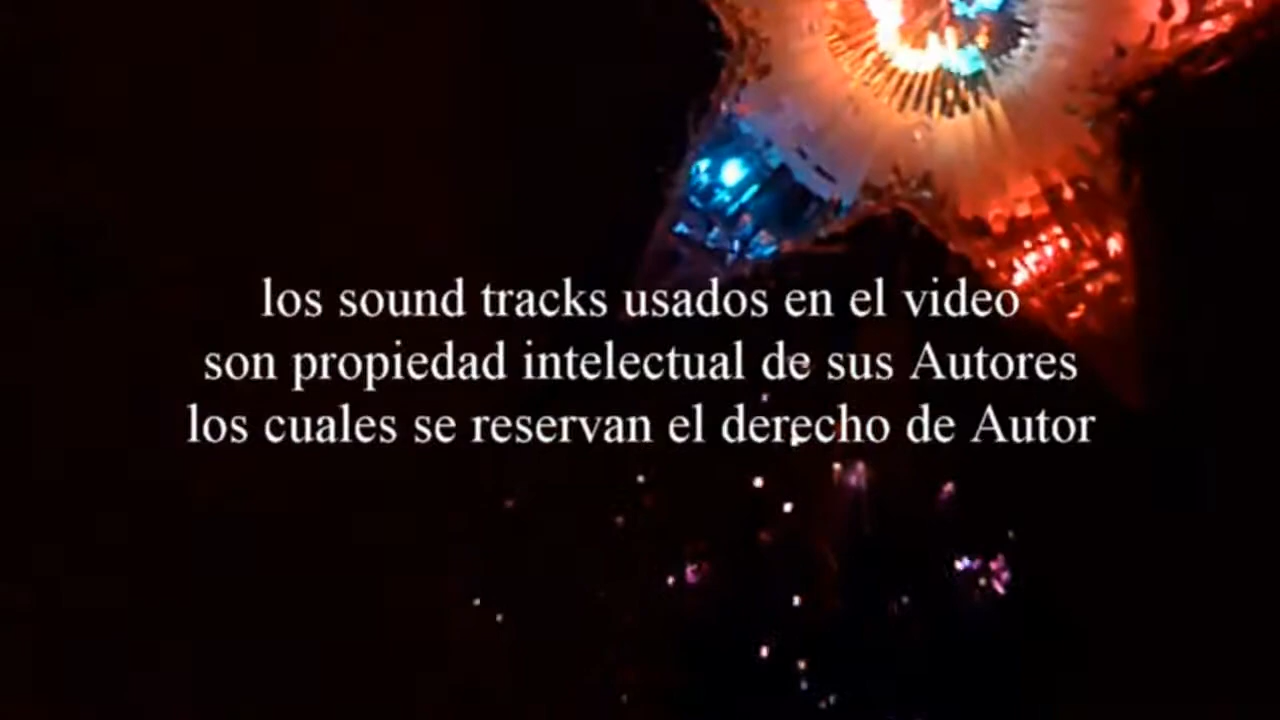 los sound tracks usados en el video
son propiedad intelectual de sus Autores
los cuales se reservan el derecho de Autor